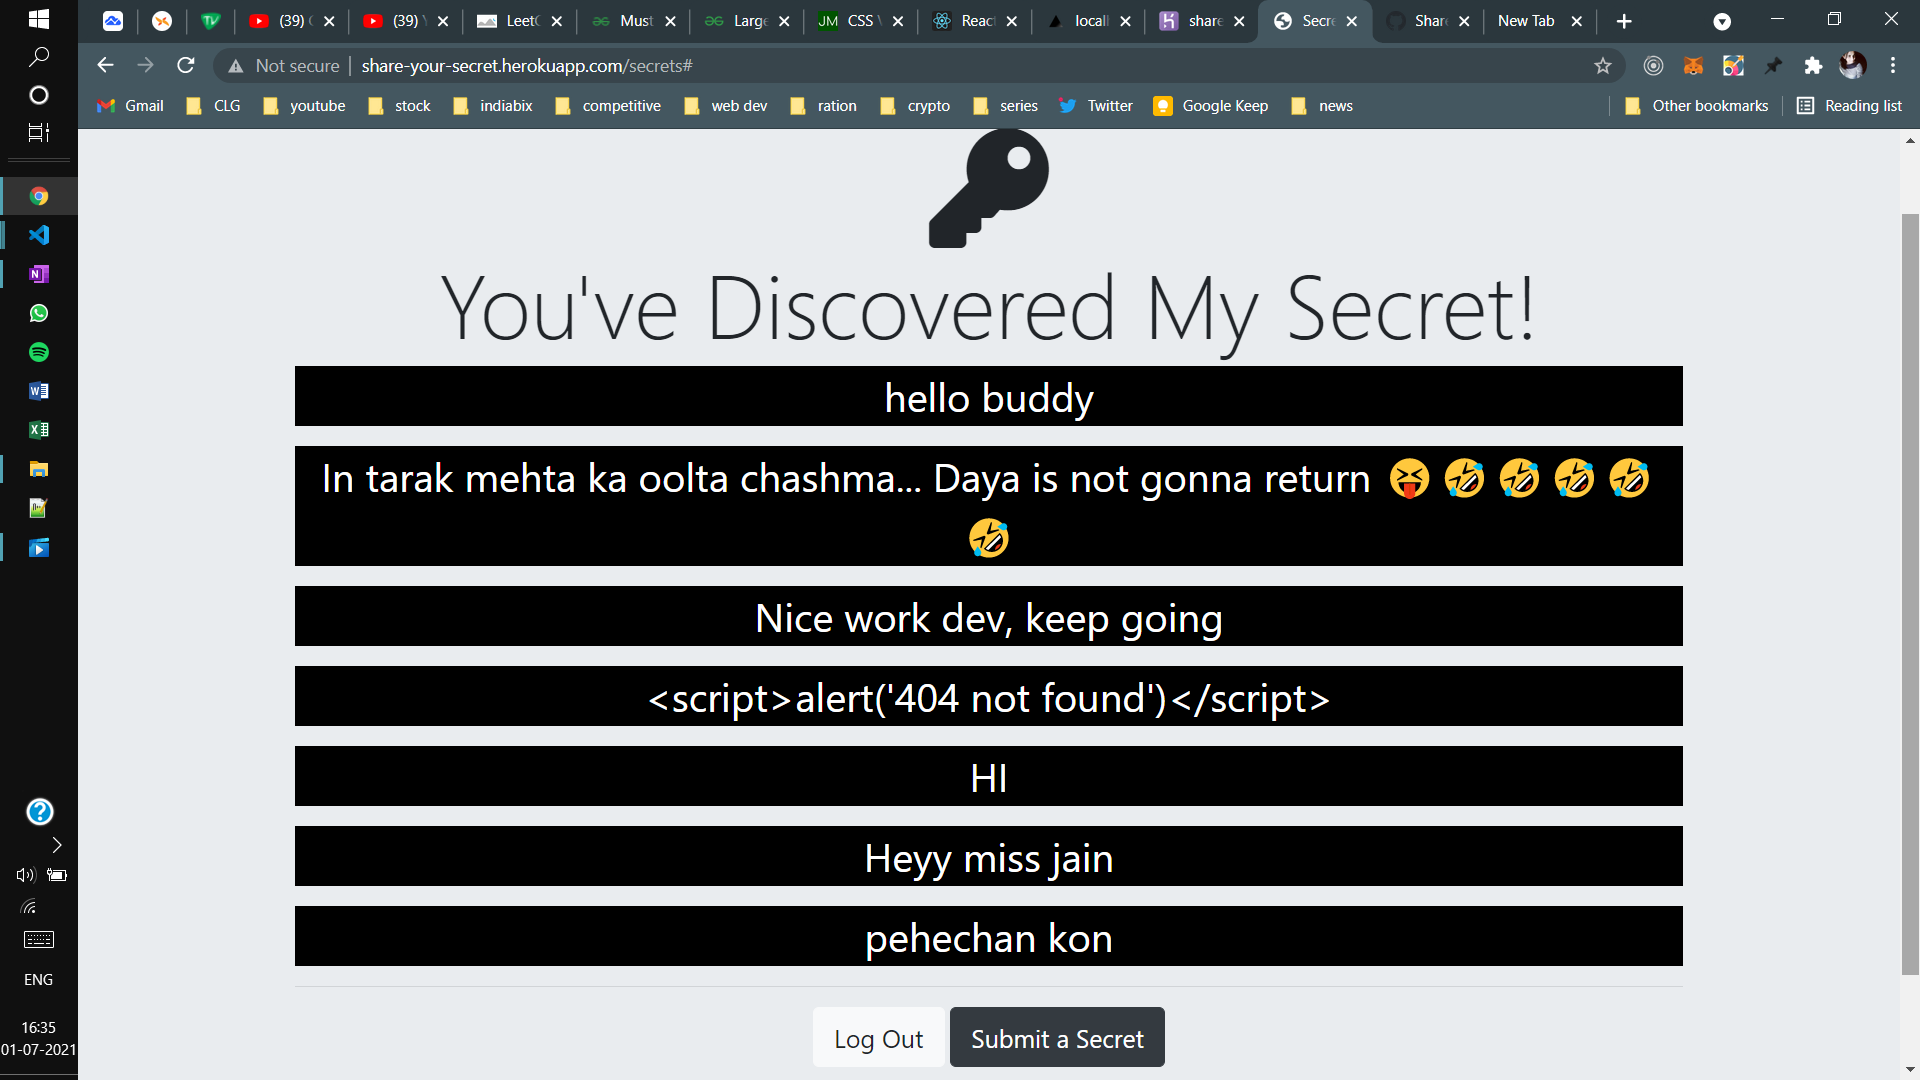 (39) (39) LeetC Must Large JM CSS React locall share Secre Share New Tab
Not secure | share-your-secret.herokuapp.com/secrets#
Gmail CLG youtube stock indiabix competitive web dev ration crypto series Twitter Google Keep news Other bookmarks Reading list
You've Discovered My Secret!
hello buddy
In tarak mehta ka oolta chashma... Daya is not gonna return 😝🤣🤣🤣🤣
🤣
Nice work dev, keep going
<script>alert('404 not found')</script>
HI
Heyy miss jain
pehechan kon
Log Out Submit a Secret
ENG
16:35
01-07-2021